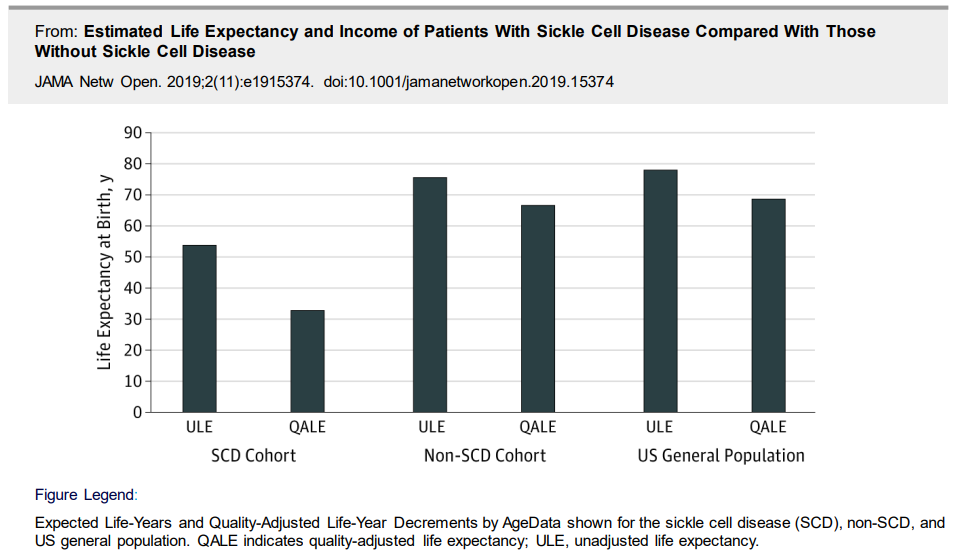 From: Estimated Life Expectancy and Income of Patients With Sickle Cell Disease Compared With Those
Without Sickle Cell Disease
JAMA Netw Open. 2019;2(11):e1915374. doi:10.1001/jamanetworkopen.2019.15374
Life Expectancy at Birth, y
90
80
70
60
50
40
30
20
10
0
ULE QALE ULE QALE ULE QALE
SCD Cohort Non-SCD Cohort US General Population
Figure Legend:
Expected Life-Years and Quality-Adjusted Life-Year Decrements by AgeData shown for the sickle cell disease (SCD), non-SCD, and
US general population. QALE indicates quality-adjusted life expectancy; ULE, unadjusted life expectancy.